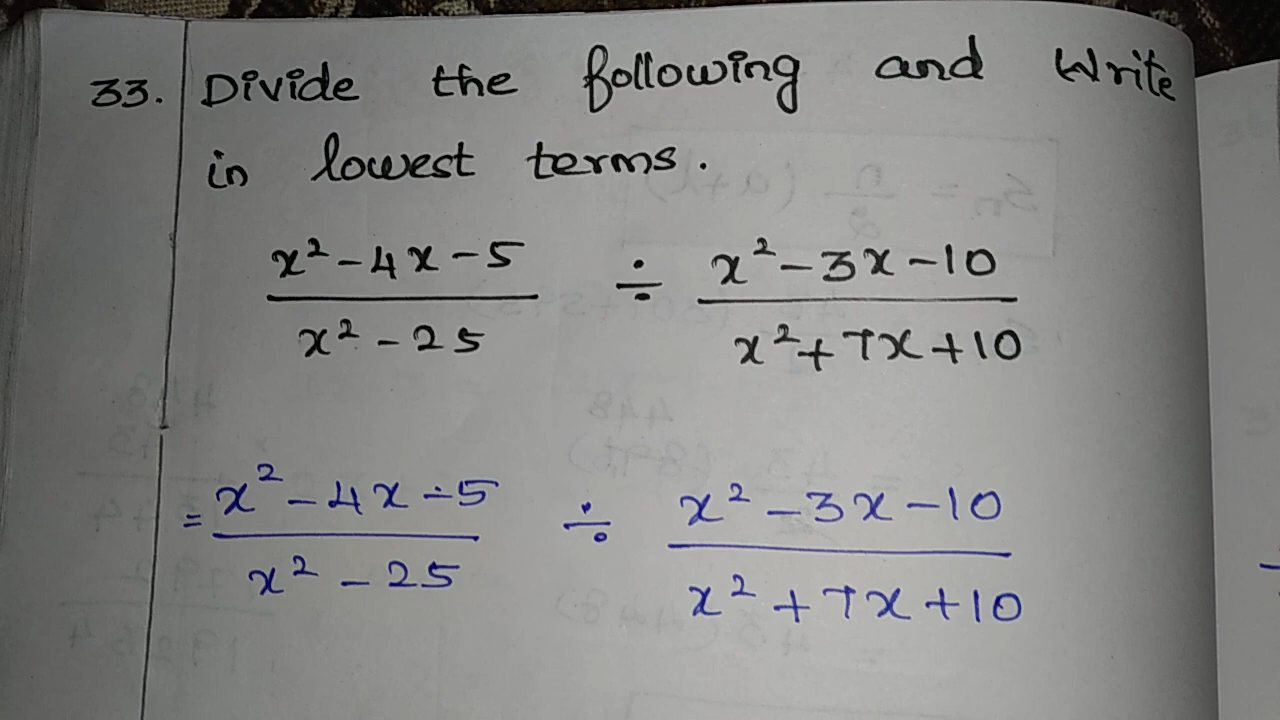 33. Divide the following and Write
in lowest terms.
x² - 4x - 5 ÷ x² - 3x - 10
x² - 25 x² + 7x + 10
= x² - 4x - 5 ÷ x² - 3x - 10
x² - 25 x² + 7x + 10